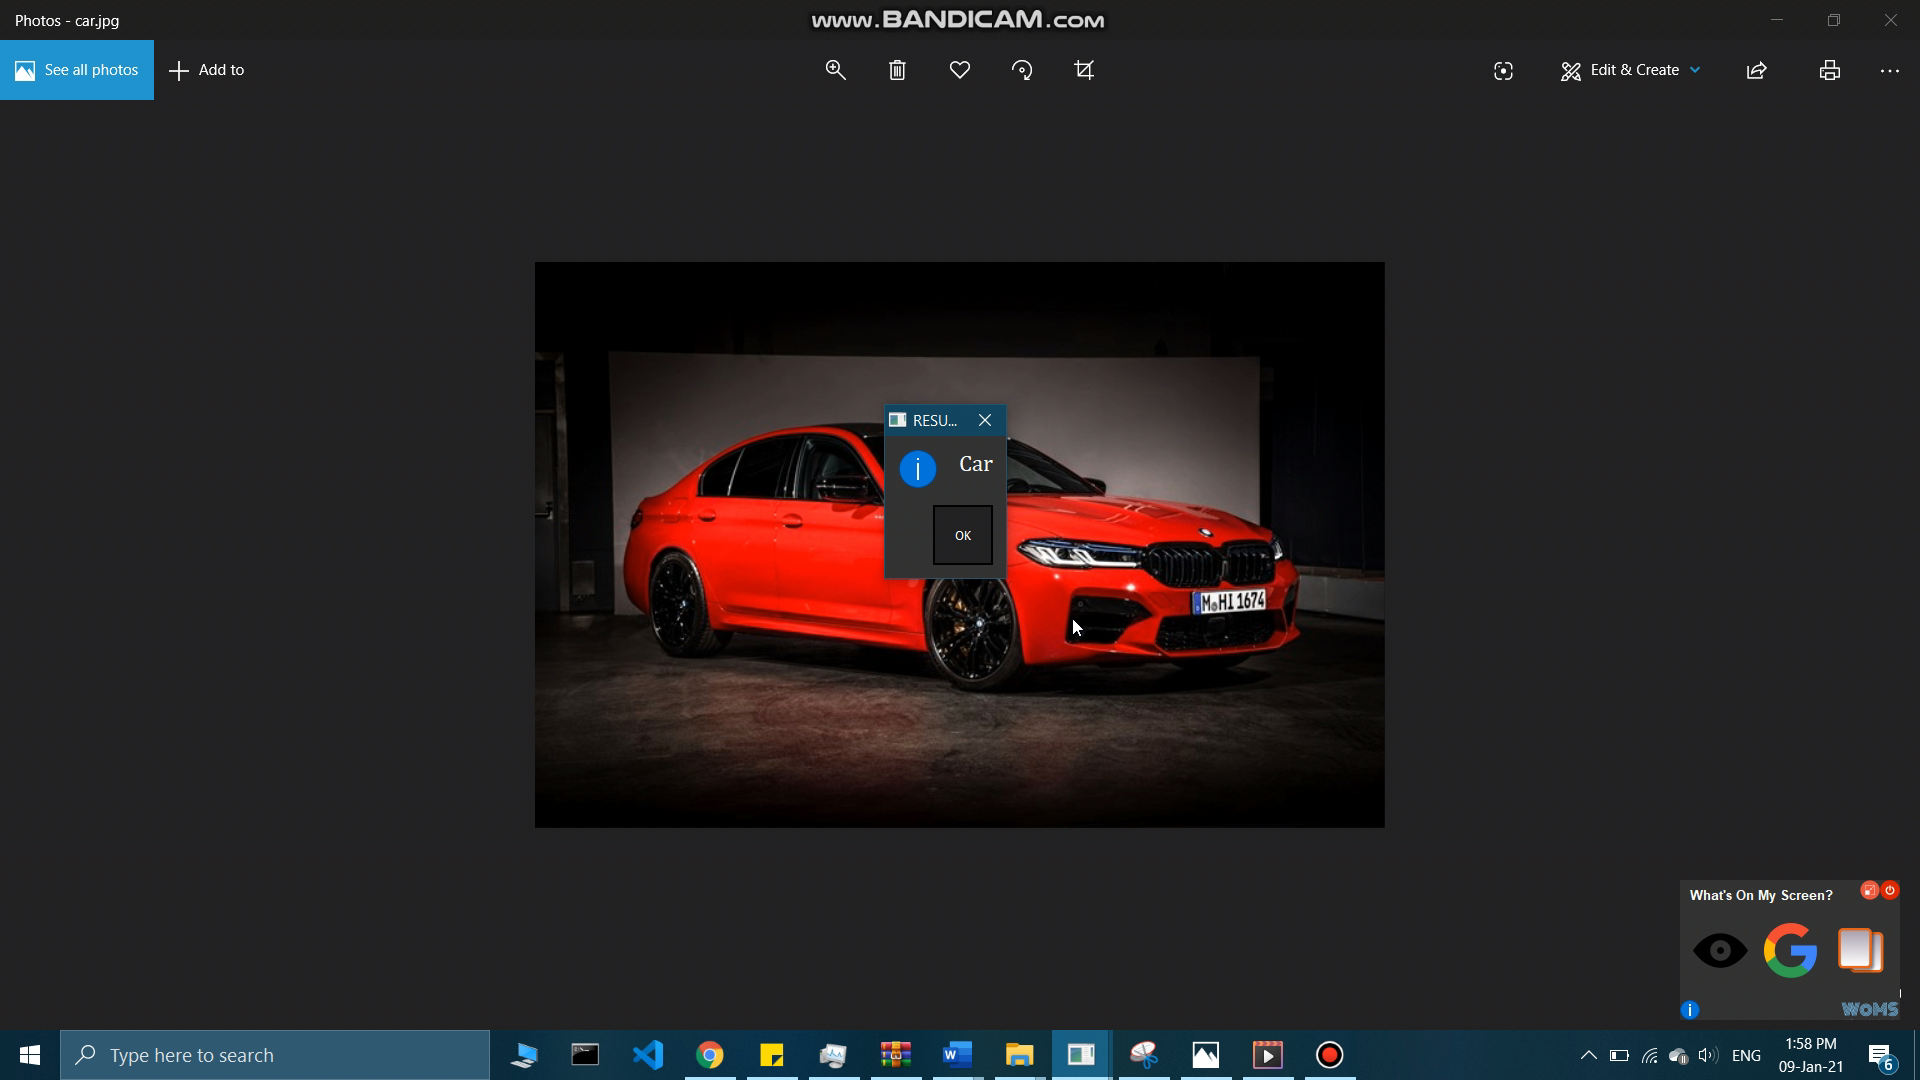 Photos - car.jpg
www.BANDICAM.com
See all photos
Add to
Edit & Create
RESU...
Car
OK
M HI 1674
What's On My Screen?
WOMS
Type here to search
ENG
1:58 PM
09-Jan-21
6